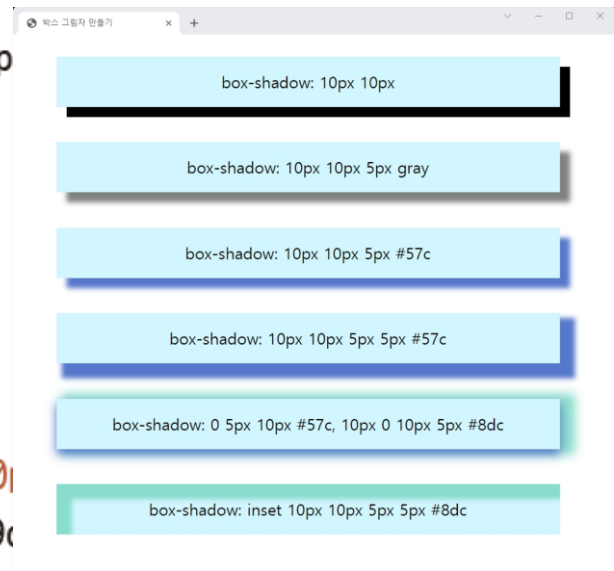 박스 그림자 만들기
box-shadow: 10px 10px
box-shadow: 10px 10px 5px gray
box-shadow: 10px 10px 5px #57c
box-shadow: 10px 10px 5px 5px #57c
box-shadow: 0 5px 10px #57c, 10px 0 10px 5px #8dc
box-shadow: inset 10px 10px 5px 5px #8dc